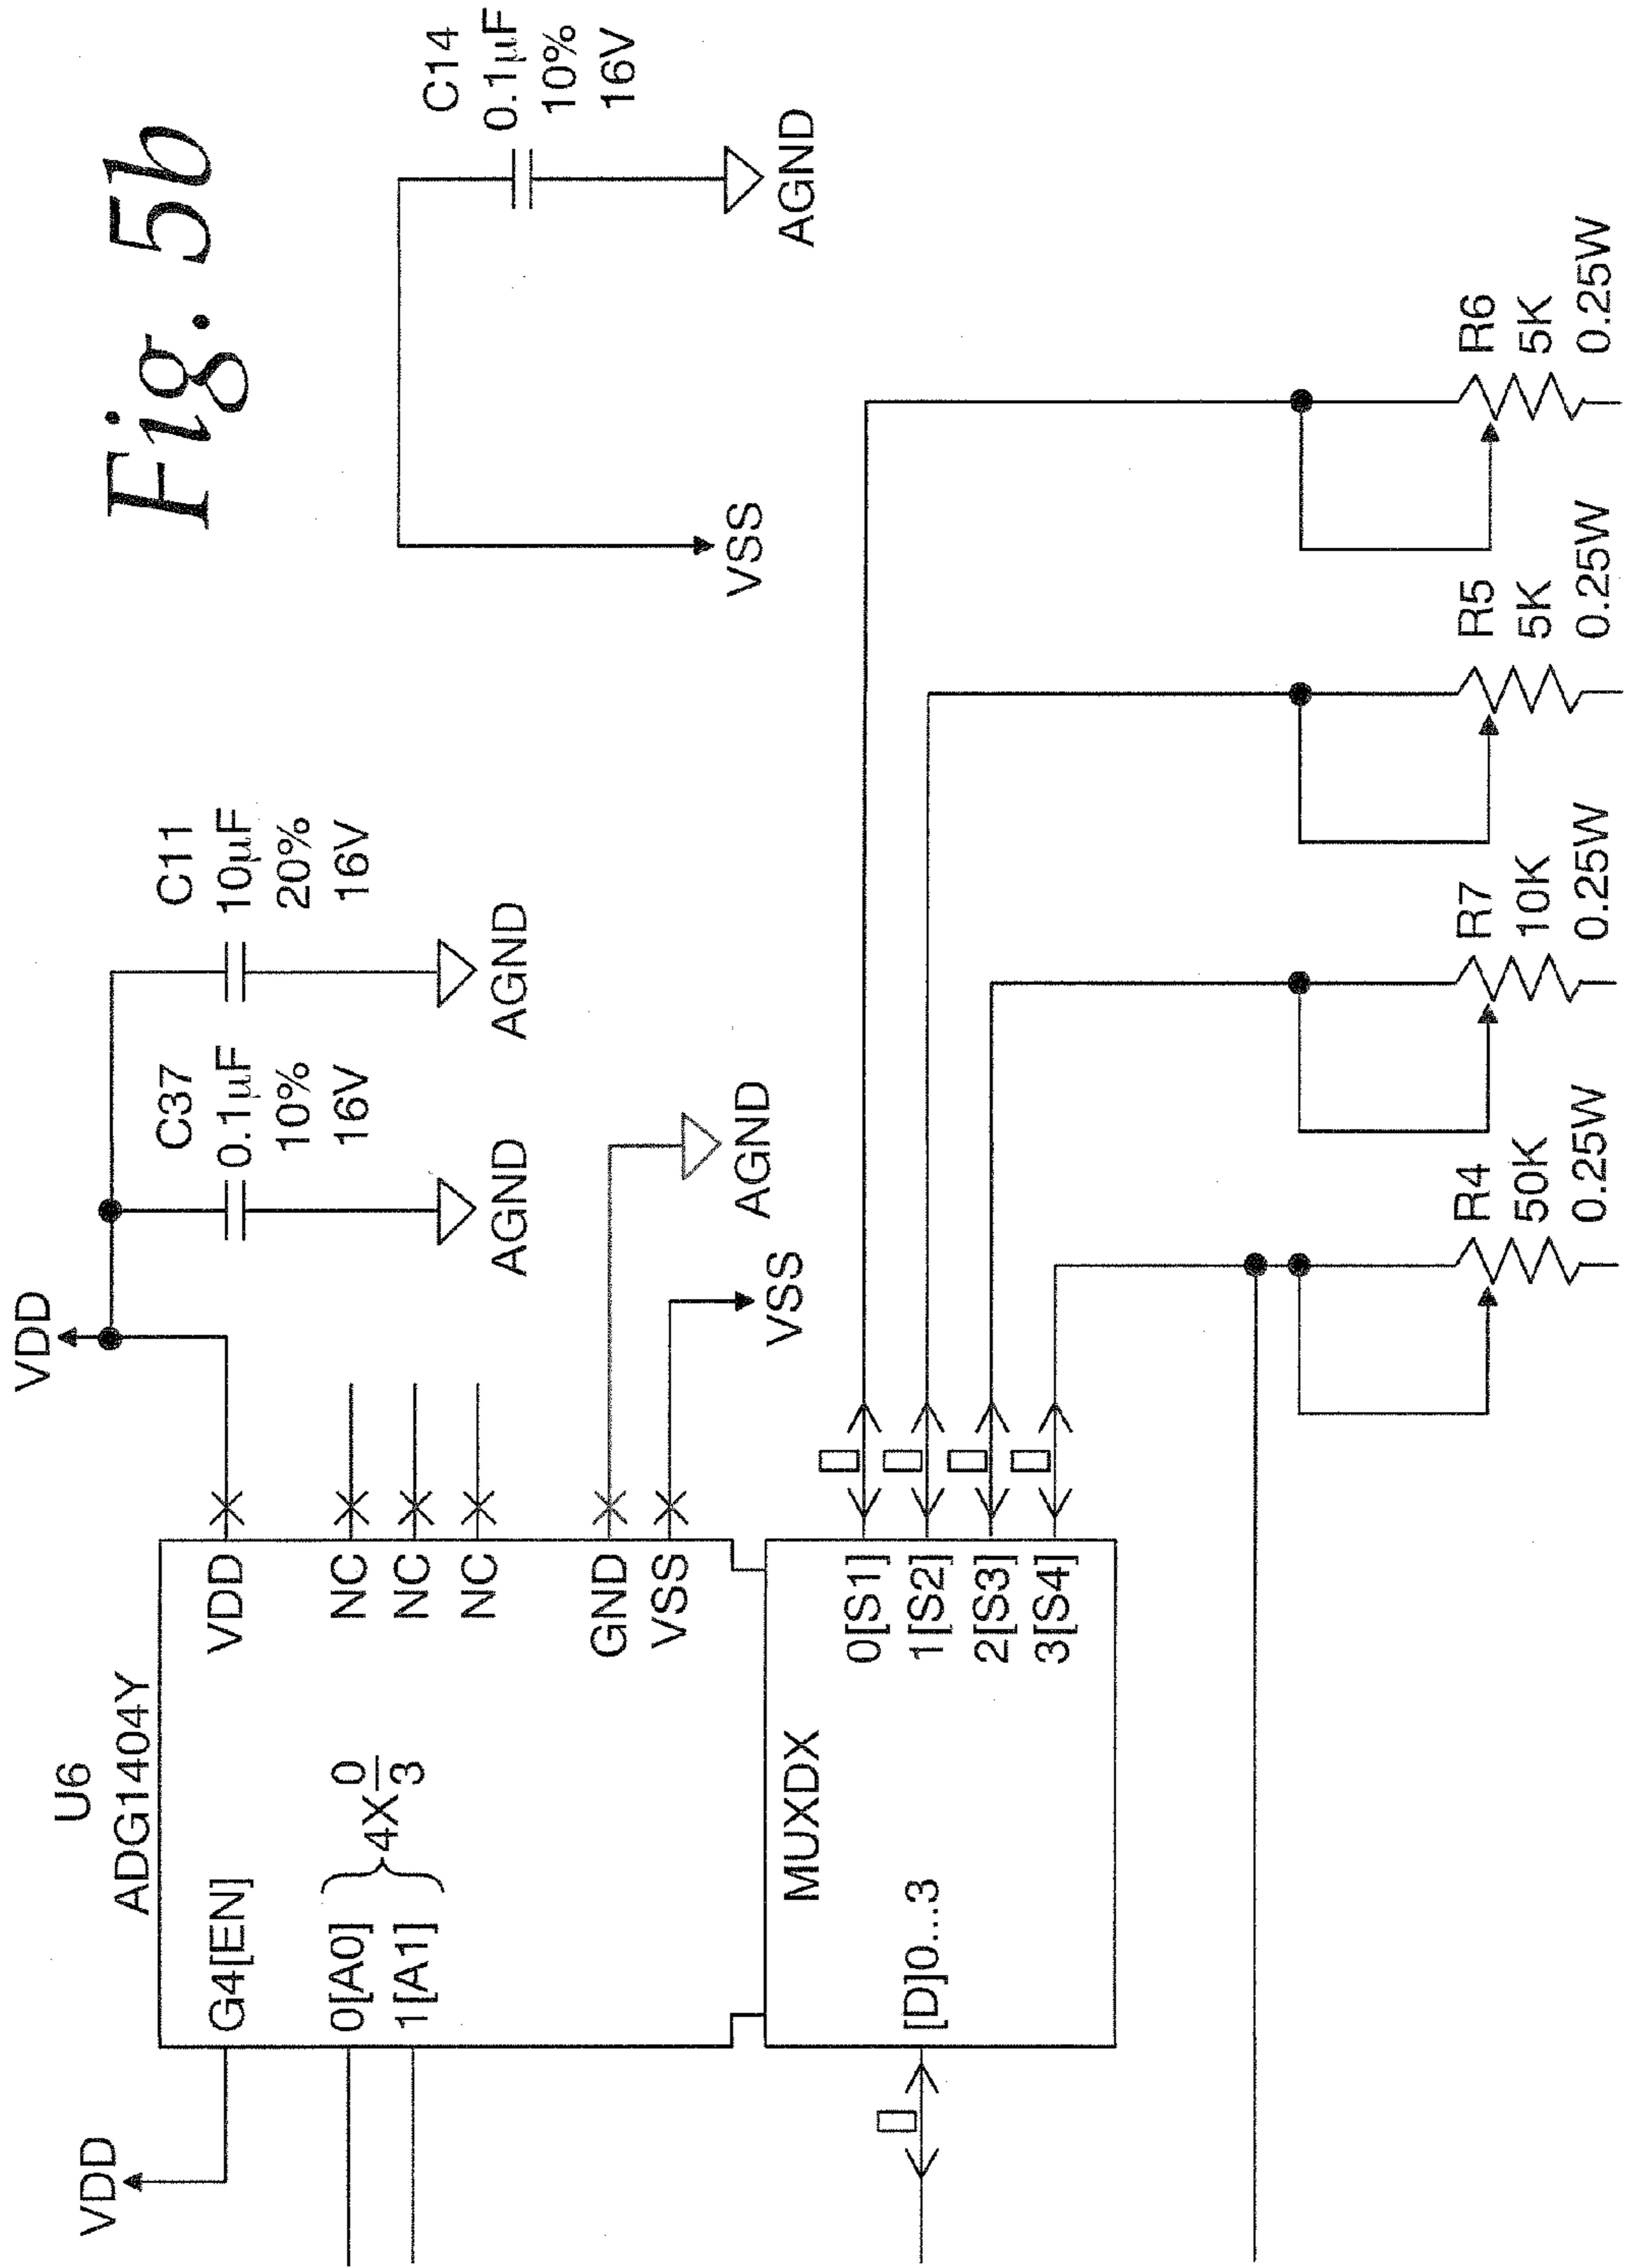 Fig. 5b
VDD
U6
ADG1404Y
VDD
G4[EN]
VDD
0[A0]
1[A1]
4X 0/3
NC
NC
NC
GND
VSS
C37
0.1µF
10%
16V
AGND
C11
10µF
20%
16V
AGND
AGND
VSS
C14
0.1µF
10%
16V
AGND
VSS
MUXDX
[D]0...3
0[S1]
1[S2]
2[S3]
3[S4]
R4
50K
0.25W
R7
10K
0.25W
R5
5K
0.25W
R6
5K
0.25W